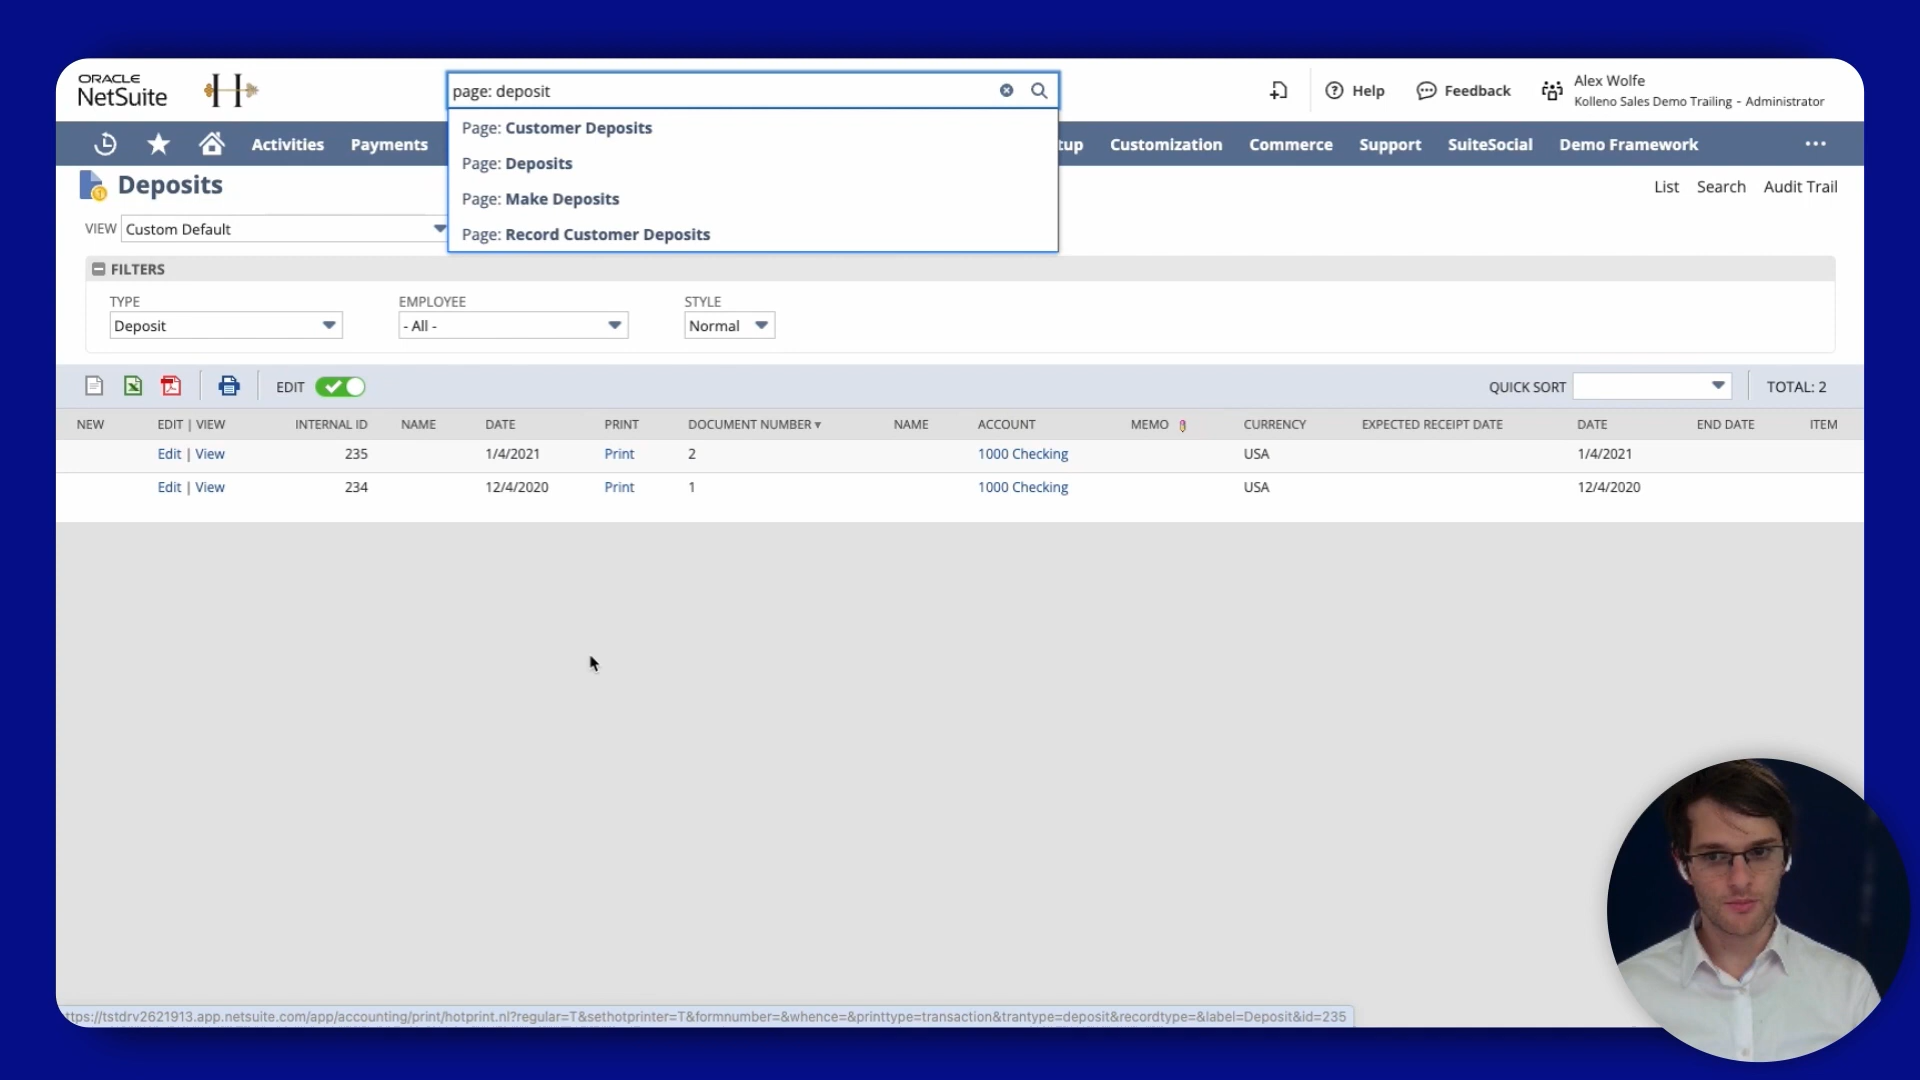 ORACLE
NetSuite
page: deposit
Help
Feedback
Alex Wolfe
Kolleno Sales Demo Trailing - Administrator
Page: Customer Deposits
Page: Deposits
Page: Make Deposits
Page: Record Customer Deposits
Activities Payments tup Customization Commerce Support SuiteSocial Demo Framework
Deposits
List Search Audit Trail
VIEW Custom Default
FILTERS
TYPE EMPLOYEE STYLE
Deposit - All - Normal
EDIT QUICK SORT TOTAL: 2
NEW EDIT | VIEW INTERNAL ID NAME DATE PRINT DOCUMENT NUMBER NAME ACCOUNT MEMO CURRENCY EXPECTED RECEIPT DATE DATE END DATE ITEM
Edit | View 235 1/4/2021 Print 2 1000 Checking USA 1/4/2021
Edit | View 234 12/4/2020 Print 1 1000 Checking USA 12/4/2020
ttps://tstdrv2621913.app.netsuite.com/app/accounting/print/hotprint.nl?regular=T&sethotprinter=T&formnumber=&whence=&printtype=transaction&trantype=deposit&recordtype=&label=Deposit&id=235